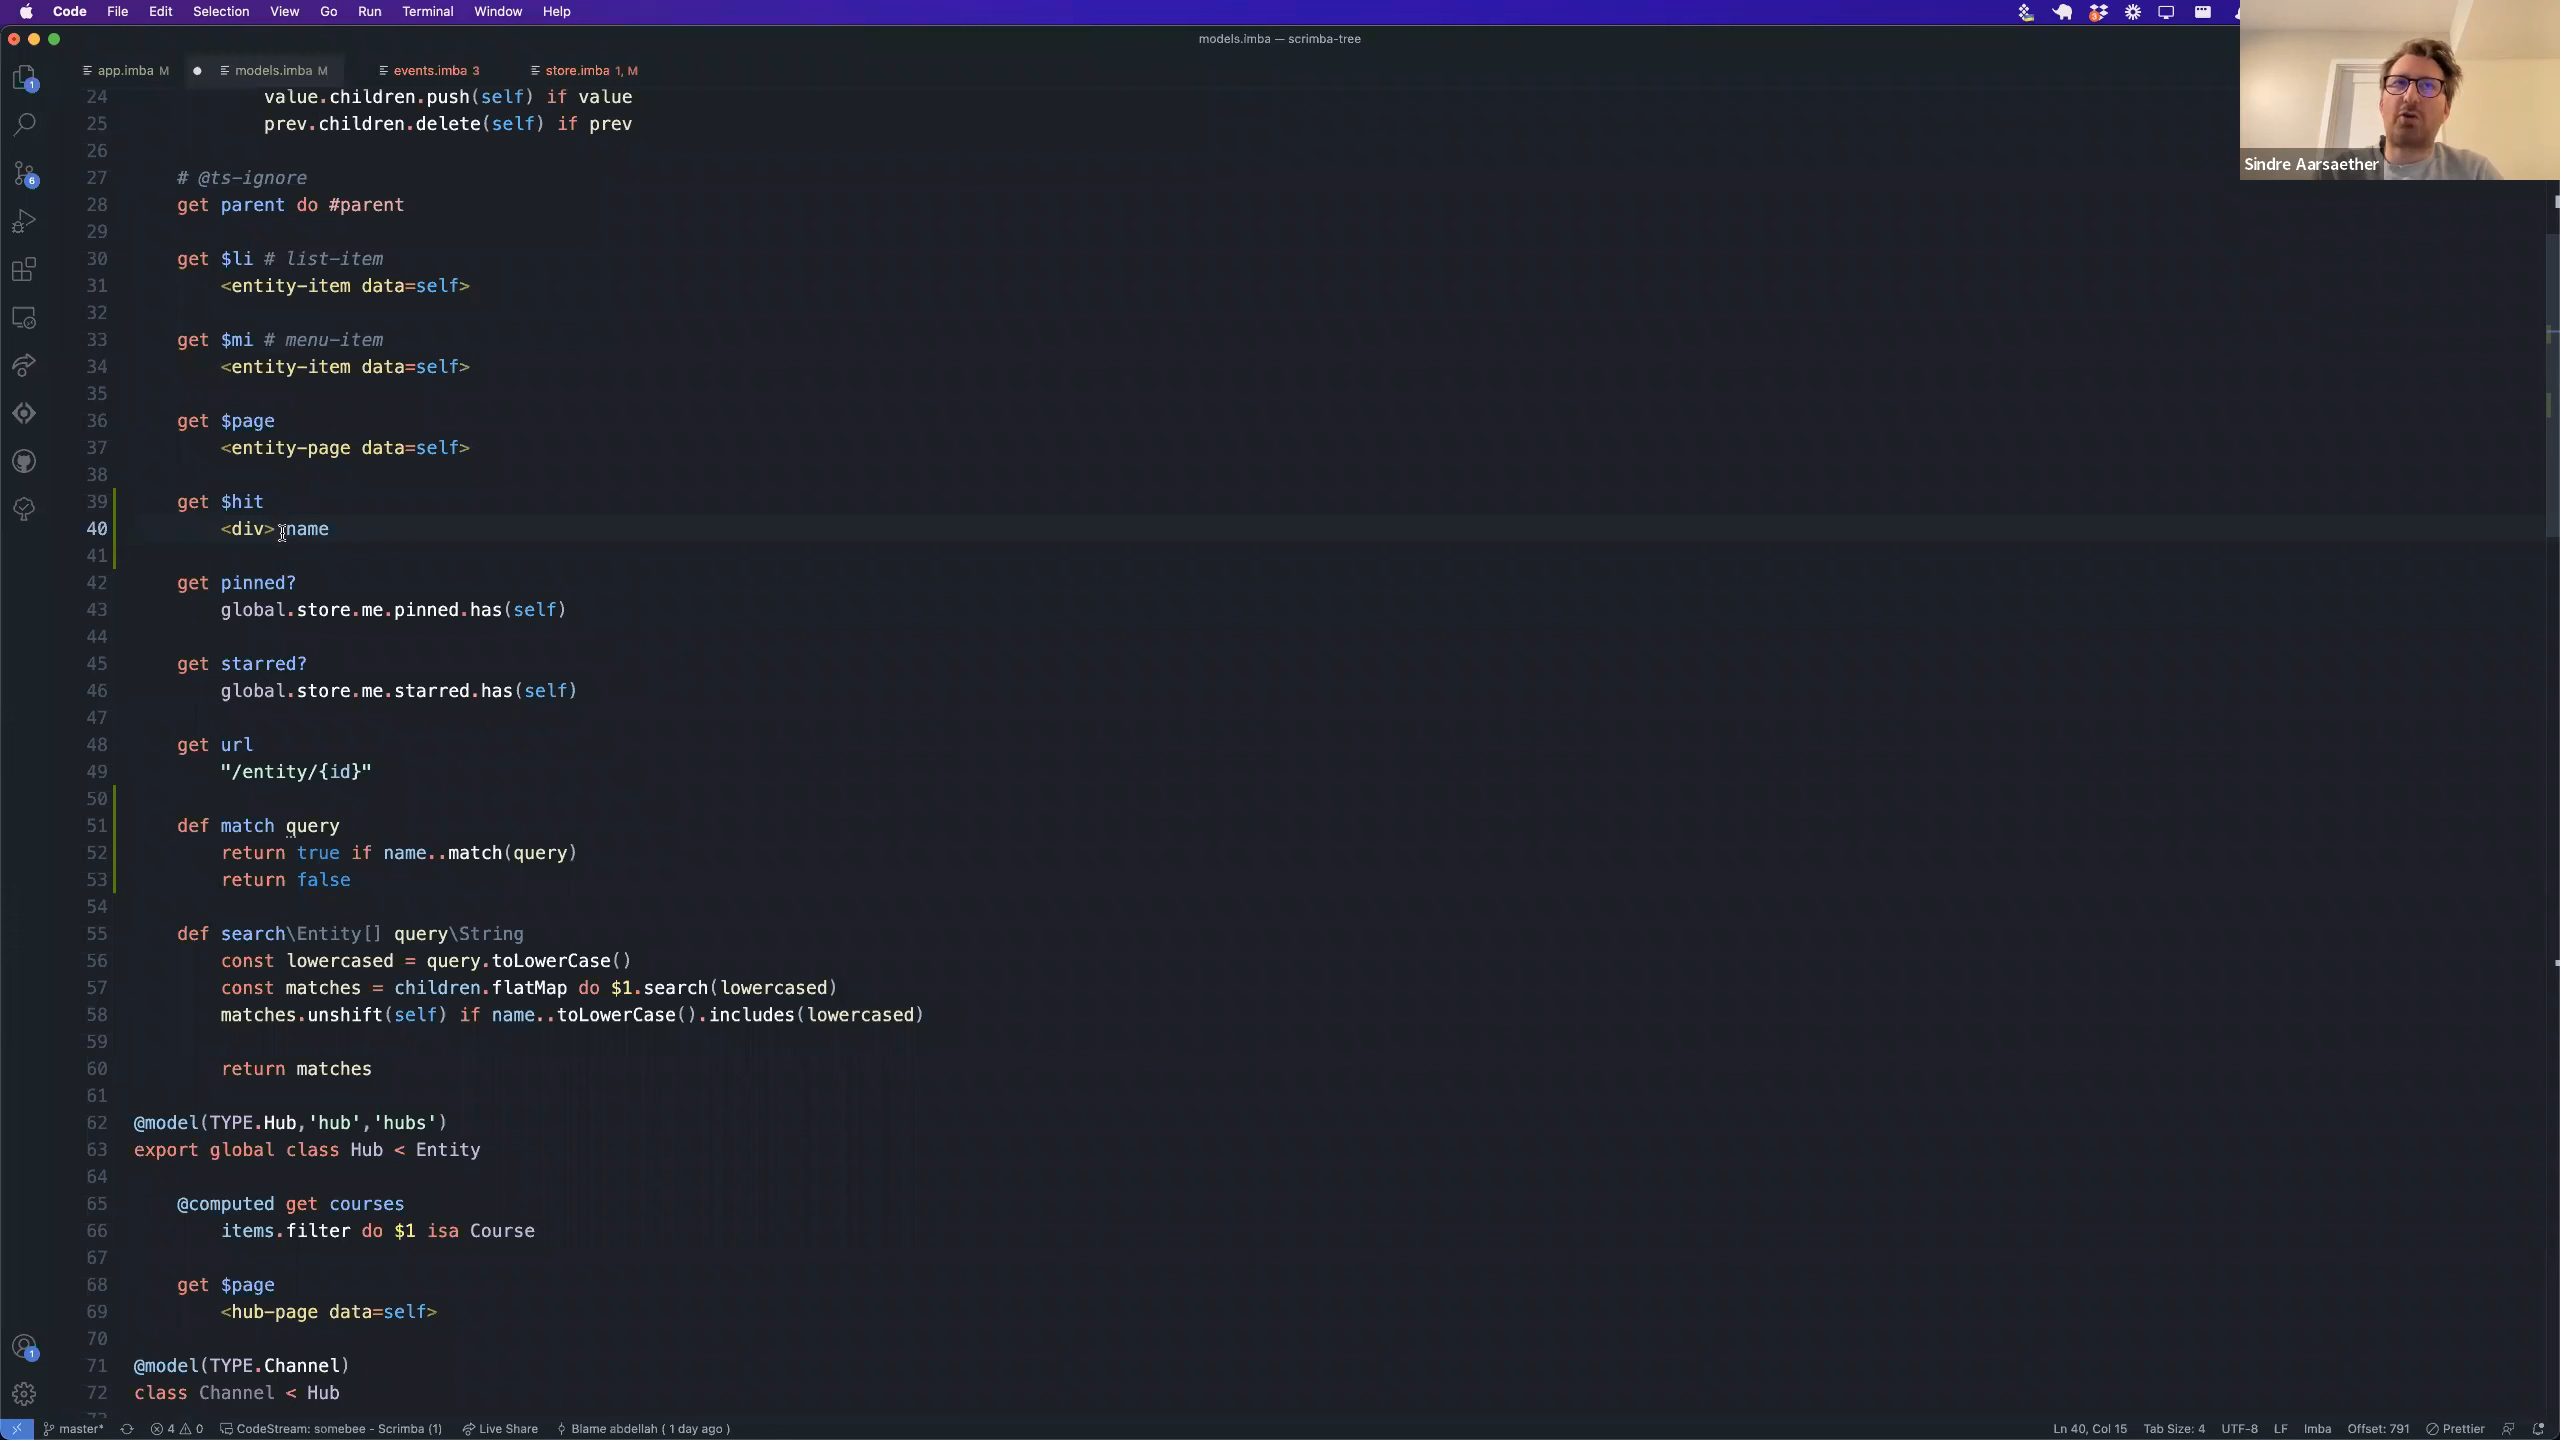 Code File Edit Selection View Go Run Terminal Window Help
3
models.imba — scrimba-tree
app.imba M
models.imba M
events.imba 3
store.imba 1, M
Sindre Aarsaether
1
6
1
24 value.children.push(self) if value
25 prev.children.delete(self) if prev
26
27 # @ts-ignore
28 get parent do #parent
29
30 get $li # list-item
31 <entity-item data=self>
32
33 get $mi # menu-item
34 <entity-item data=self>
35
36 get $page
37 <entity-page data=self>
38
39 get $hit
40 <div> name
41
42 get pinned?
43 global.store.me.pinned.has(self)
44
45 get starred?
46 global.store.me.starred.has(self)
47
48 get url
49 "/entity/{id}"
50
51 def match query
52 return true if name..match(query)
53 return false
54
55 def search\Entity[] query\String
56 const lowercased = query.toLowerCase()
57 const matches = children.flatMap do $1.search(lowercased)
58 matches.unshift(self) if name..toLowerCase().includes(lowercased)
59
60 return matches
61
62 @model(TYPE.Hub,'hub','hubs')
63 export global class Hub < Entity
64
65 @computed get courses
66 items.filter do $1 isa Course
67
68 get $page
69 <hub-page data=self>
70
71 @model(TYPE.Channel)
72 class Channel < Hub
master* 4 0 CodeStream: somebee - Scrimba (1) Live Share Blame abdellah ( 1 day ago )
Ln 40, Col 15 Tab Size: 4 UTF-8 LF Imba Offset: 791 Prettier